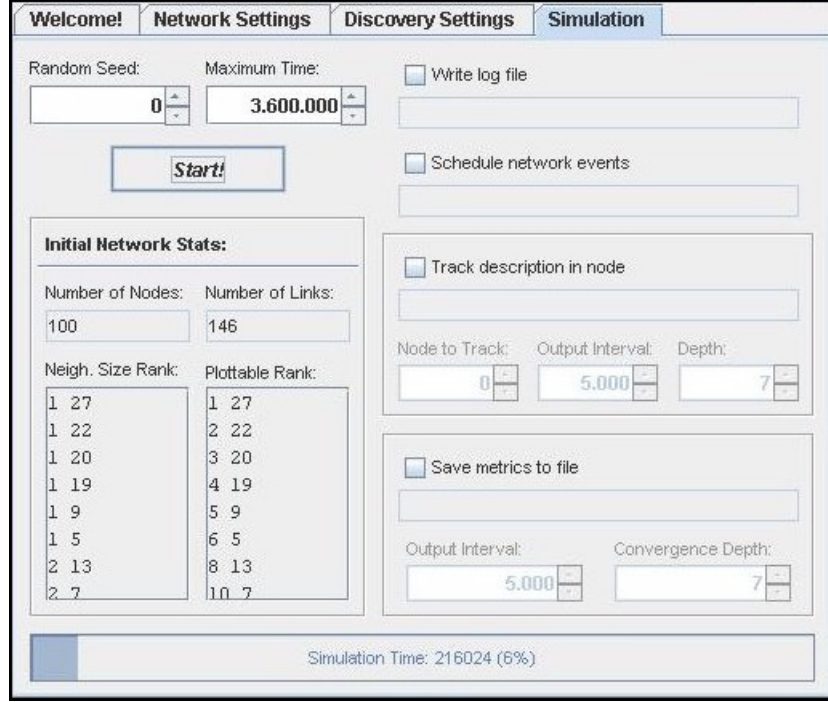 Welcome! Network Settings Discovery Settings Simulation
Random Seed: Maximum Time:
0 3.600.000
Start!
Write log file
Schedule network events
Initial Network Stats:
Number of Nodes: Number of Links:
100 146
Neigh. Size Rank: Plottable Rank:
1 27 1 27
1 22 2 22
1 20 3 20
1 19 4 19
1 9 5 9
1 5 6 5
2 13 8 13
2 7 10 7
Track description in node
Node to Track: Output Interval: Depth:
0 5.000 7
Save metrics to file
Output Interval: Convergence Depth:
5.000 7
Simulation Time: 216024 (6%)